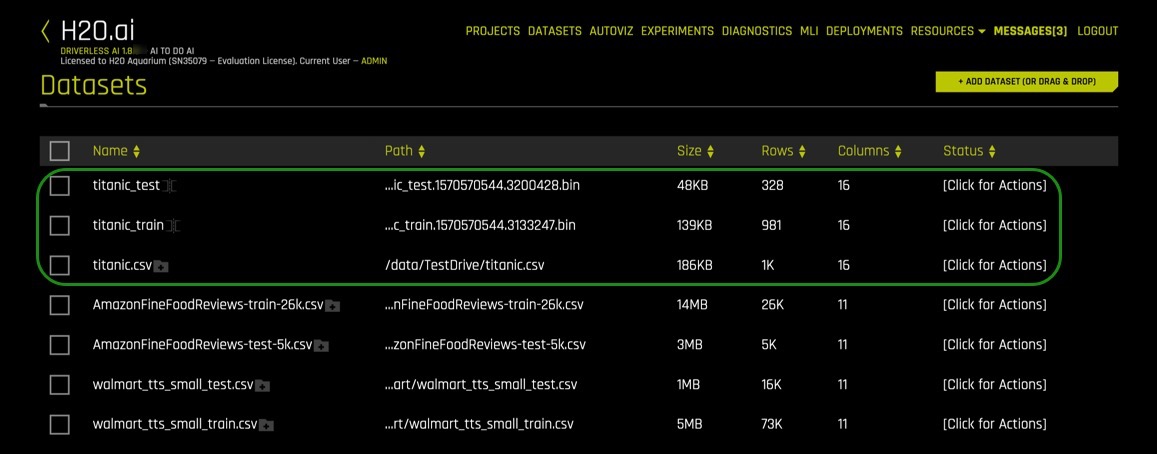 H2O.ai
PROJECTS DATASETS AUTOVIZ EXPERIMENTS DIAGNOSTICS MLI DEPLOYMENTS RESOURCES MESSAGES[3] LOGOUT
DRIVERLESS AI 1.8 AI TO DO AI
Licensed to H2O Aquarium (SN35079 – Evaluation License). Current User – ADMIN
Datasets
+ ADD DATASET (OR DRAG & DROP)
Name Path Size Rows Columns Status
titanic_test ...ic_test.1570570544.3200428.bin 48KB 328 16 [Click for Actions]
titanic_train ...c_train.1570570544.3133247.bin 139KB 981 16 [Click for Actions]
titanic.csv /data/TestDrive/titanic.csv 186KB 1K 16 [Click for Actions]
AmazonFineFoodReviews-train-26k.csv ...nFineFoodReviews-train-26k.csv 14MB 26K 11 [Click for Actions]
AmazonFineFoodReviews-test-5k.csv ...zonFineFoodReviews-test-5k.csv 3MB 5K 11 [Click for Actions]
walmart_tts_small_test.csv ...art/walmart_tts_small_test.csv 1MB 16K 11 [Click for Actions]
walmart_tts_small_train.csv ...rt/walmart_tts_small_train.csv 5MB 73K 11 [Click for Actions]